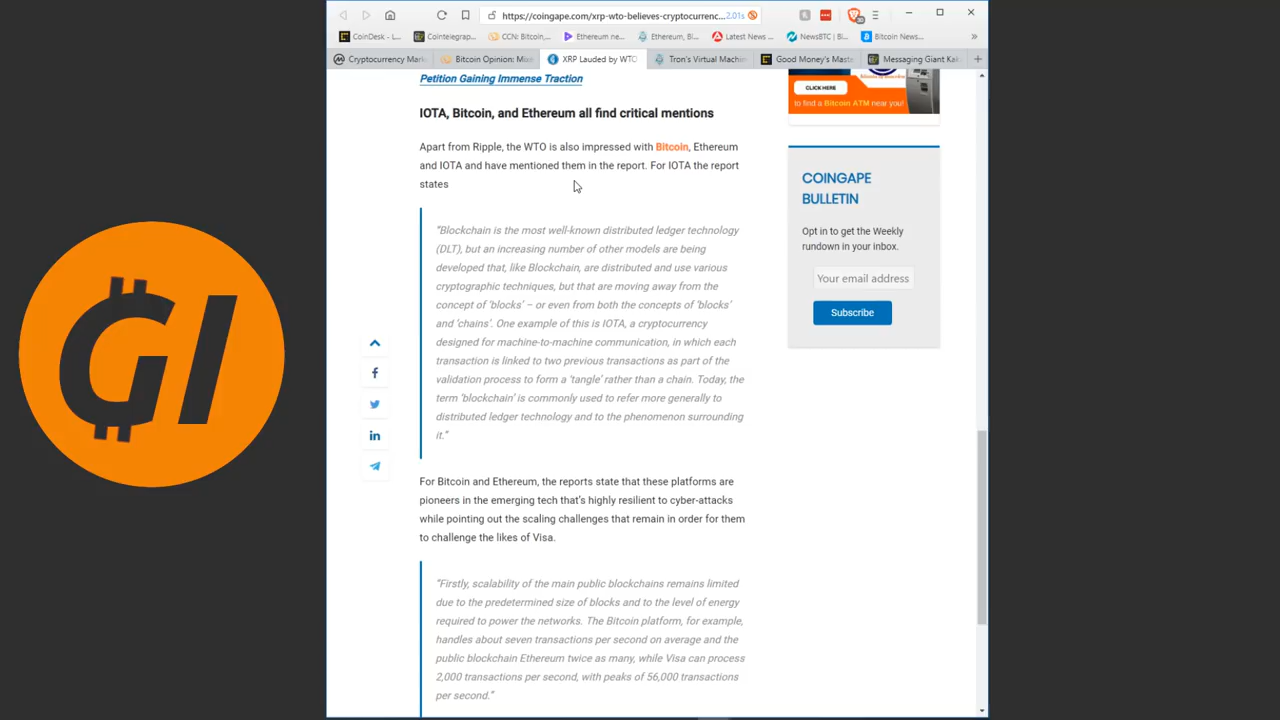 https://coingape.com/xrp-wto-believes-cryptocurrenc... 2.01s
CoinDesk - L... Cointelegrap... CCN: Bitcoin,... Ethereum ne... Ethereum, Bl... Latest News ... NewsBTC | Bi... Bitcoin News... »
Cryptocurrency Mark Bitcoin Opinion: Mixe XRP Lauded by WTO Tron's Virtual Machin Good Money's Maste Messaging Giant Kak +
Petition Gaining Immense Traction
IOTA, Bitcoin, and Ethereum all find critical mentions
Apart from Ripple, the WTO is also impressed with Bitcoin, Ethereum
and IOTA and have mentioned them in the report. For IOTA the report
states
“Blockchain is the most well-known distributed ledger technology
(DLT), but an increasing number of other models are being
developed that, like Blockchain, are distributed and use various
cryptographic techniques, but that are moving away from the
concept of ‘blocks’ – or even from both the concepts of ‘blocks’
and ‘chains’. One example of this is IOTA, a cryptocurrency
designed for machine-to-machine communication, in which each
transaction is linked to two previous transactions as part of the
validation process to form a ‘tangle’ rather than a chain. Today, the
term ‘blockchain’ is commonly used to refer more generally to
distributed ledger technology and to the phenomenon surrounding
it.”
For Bitcoin and Ethereum, the reports state that these platforms are
pioneers in the emerging tech that’s highly resilient to cyber-attacks
while pointing out the scaling challenges that remain in order for them
to challenge the likes of Visa.
“Firstly, scalability of the main public blockchains remains limited
due to the predetermined size of blocks and to the level of energy
required to power the networks. The Bitcoin platform, for example,
handles about seven transactions per second on average and the
public blockchain Ethereum twice as many, while Visa can process
2,000 transactions per second, with peaks of 56,000 transactions
per second.”
CLICK HERE
to find a Bitcoin ATM near you!
COINGAPE
BULLETIN
Opt in to get the Weekly
rundown in your inbox.
Your email address
Subscribe
GI